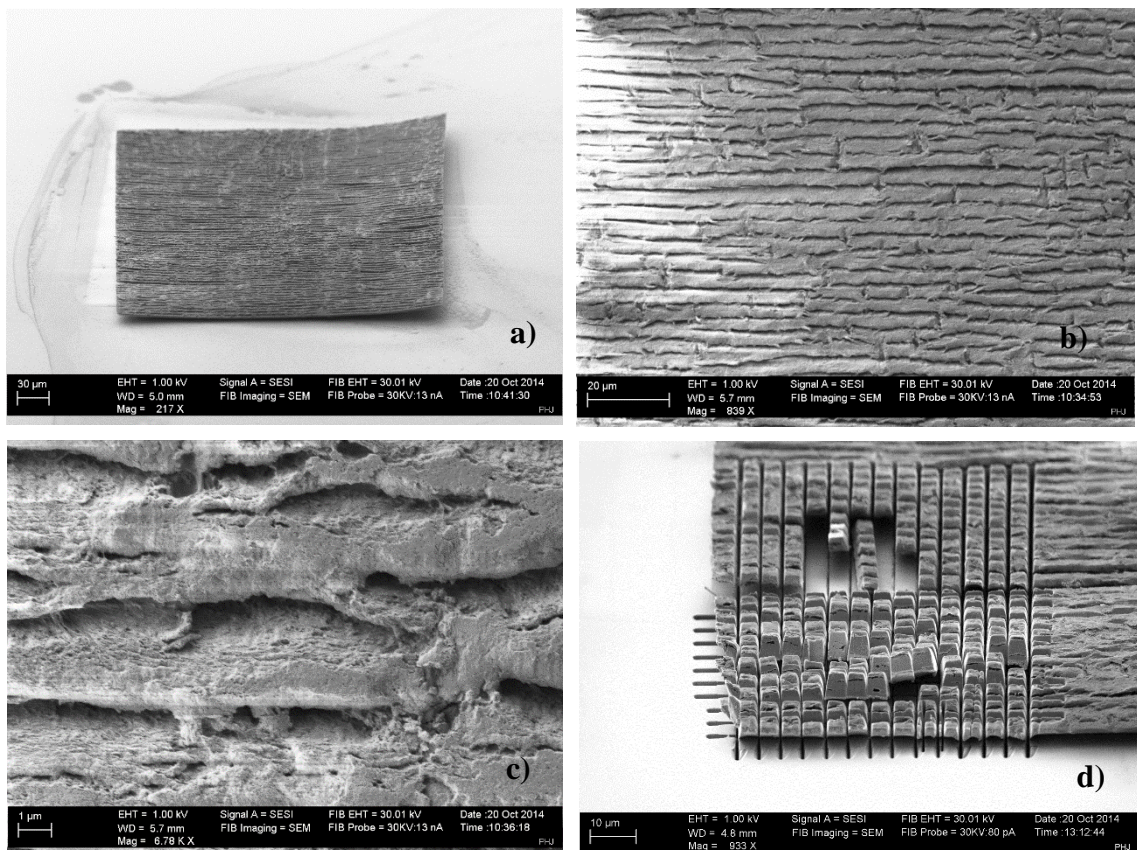 a)
30 µm
EHT = 1.00 kV Signal A = SESI FIB EHT = 30.01 kV Date :20 Oct 2014
WD = 5.0 mm FIB Imaging = SEM FIB Probe = 30KV:13 nA Time :10:41:30
Mag = 217 X PHJ
b)
20 µm
EHT = 1.00 kV Signal A = SESI FIB EHT = 30.01 kV Date :20 Oct 2014
WD = 5.7 mm FIB Imaging = SEM FIB Probe = 30KV:13 nA Time :10:34:53
Mag = 839 X PHJ
c)
1 µm
EHT = 1.00 kV Signal A = SESI FIB EHT = 30.01 kV Date :20 Oct 2014
WD = 5.7 mm FIB Imaging = SEM FIB Probe = 30KV:13 nA Time :10:36:18
Mag = 6.78 K X PHJ
d)
10 µm
EHT = 1.00 kV Signal A = SESI FIB EHT = 30.01 kV Date :20 Oct 2014
WD = 4.8 mm FIB Imaging = SEM FIB Probe = 30KV:80 pA Time :13:12:44
Mag = 933 X PHJ